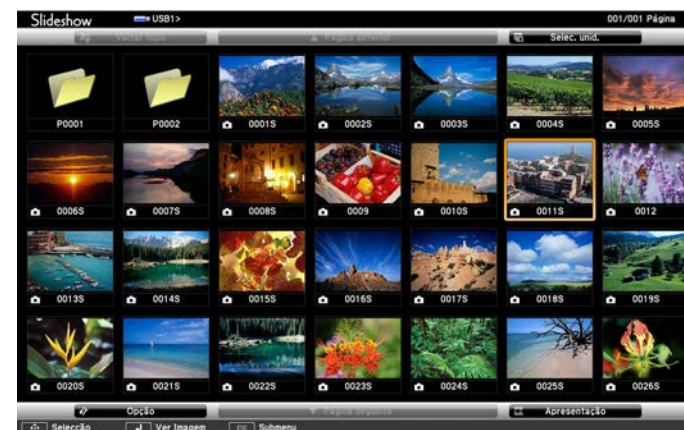 Slideshow USB1> 001/001 Página
Voltar topo Página anterior Selec. unid.
P0001 P0002 0001S 0002S 0003S 0004S 0005S
0006S 0007S 0008S 0009 0010S 0011S 0012
0013S 0014S 0015S 0016S 0017S 0018S 0019S
0020S 0021S 0022S 0023S 0024S 0025S 0026S
Opção Página seguinte Apresentação
Selecção Ver Imagem Submenu